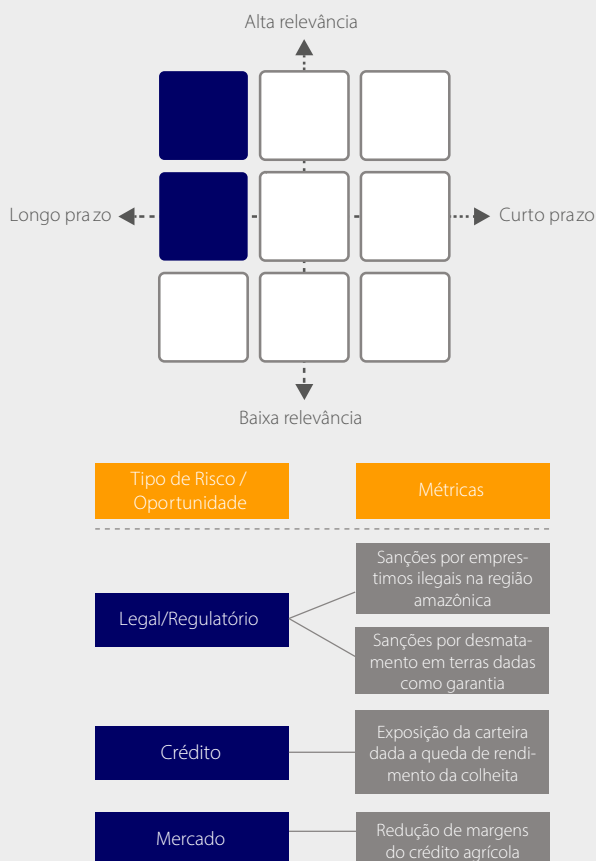 Alta relevância
Longo prazo
Curto prazo
Baixa relevância
Tipo de Risco /
Oportunidade
Métricas
Sanções por empres-
timos ilegais na região
amazônica
Legal/Regulatório
Sanções por desmata-
mento em terras dadas
como garantia
Crédito
Exposição da carteira
dada a queda de rendi-
mento da colheita
Mercado
Redução de margens
do crédito agrícola